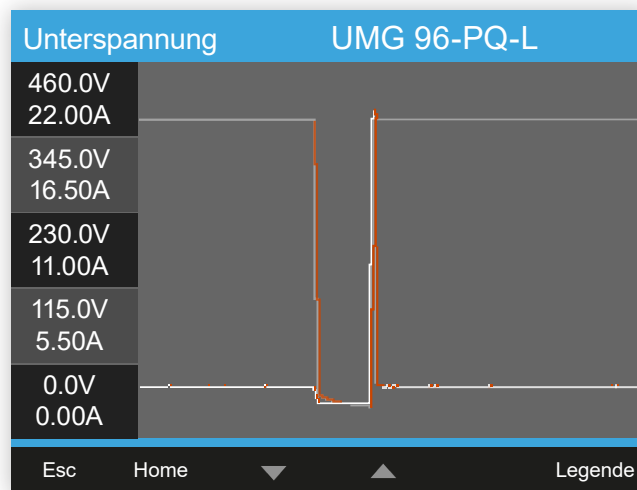 Unterspannung UMG 96-PQ-L
460.0V
22.00A
345.0V
16.50A
230.0V
11.00A
115.0V
5.50A
0.0V
0.00A
Esc Home Legende